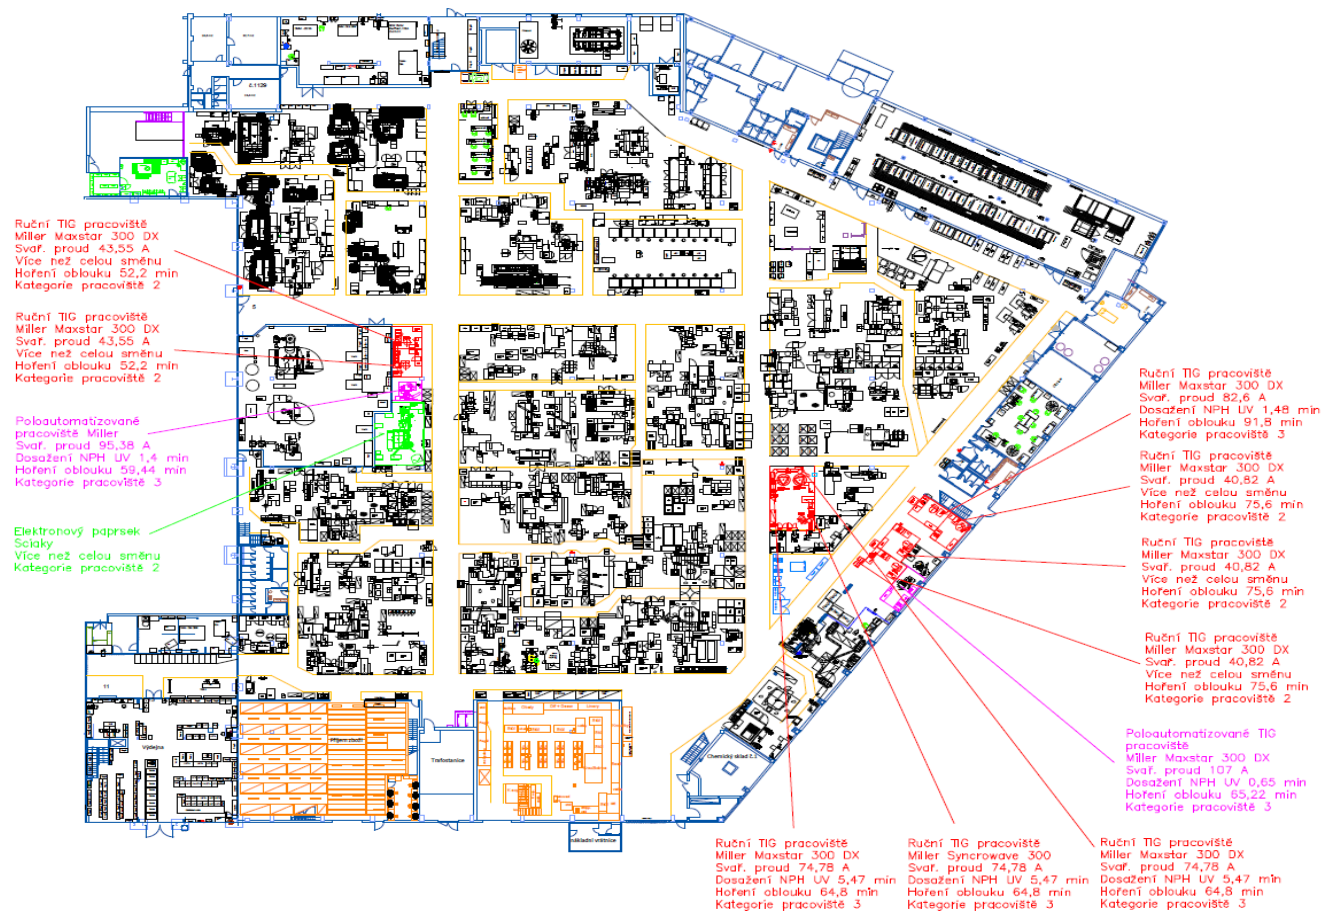 č.1129
Ruční TIG pracoviště
Miller Maxstar 300 DX
Svař. proud 43,55 A
Více než celou směnu
Hoření oblouku 52,2 min
Kategorie pracoviště 2
Ruční TIG pracoviště
Miller Maxstar 300 DX
Svař. proud 43,55 A
Více než celou směnu
Hoření oblouku 52,2 min
Kategorie pracoviště 2
Poloautomatizované
pracoviště Miller
Svař. proud 95,38 A
Dosažení NPH UV 1,4 min
Hoření oblouku 59,44 min
Kategorie pracoviště 3
Elektronový paprsek
Sciaky
Více než celou směnu
Kategorie pracoviště 2
Ruční TIG pracoviště
Miller Maxstar 300 DX
Svař. proud 82,6 A
Dosažení NPH UV 1,48 min
Hoření oblouku 91,8 min
Kategorie pracoviště 3
Ruční TIG pracoviště
Miller Maxstar 300 DX
Svař. proud 40,82 A
Více než celou směnu
Hoření oblouku 75,6 min
Kategorie pracoviště 2
Ruční TIG pracoviště
Miller Maxstar 300 DX
Svař. proud 40,82 A
Více než celou směnu
Hoření oblouku 75,6 min
Kategorie pracoviště 2
Ruční TIG pracoviště
Miller Maxstar 300 DX
Svař. proud 40,82 A
Více než celou směnu
Hoření oblouku 75,6 min
Kategorie pracoviště 2
Poloautomatizované TIG
pracoviště
Miller Maxstar 300 DX
Svař. proud 107 A
Dosažení NPH UV 0,65 min
Hoření oblouku 65,22 min
Kategorie pracoviště 3
Výdejna
Příjem zboží
Trafostanice
Chemický sklad č.3
nákladní vrátnice
Ruční TIG pracoviště
Miller Maxstar 300 DX
Svař. proud 74,78 A
Dosažení NPH UV 5,47 min
Hoření oblouku 64,8 min
Kategorie pracoviště 3
Ruční TIG pracoviště
Miller Syncrowave 300
Svař. proud 74,78 A
Dosažení NPH UV 5,47 min
Hoření oblouku 64,8 min
Kategorie pracoviště 3
Ruční TIG pracoviště
Miller Maxstar 300 DX
Svař. proud 74,78 A
Dosažení NPH UV 5,47 min
Hoření oblouku 64,8 min
Kategorie pracoviště 3